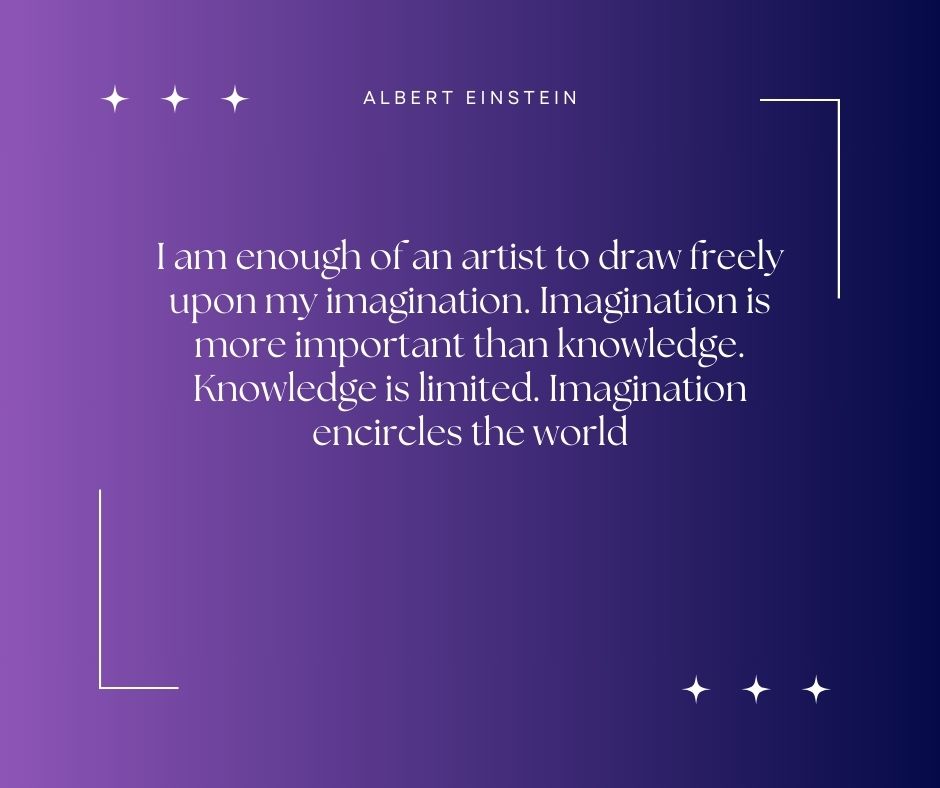 ALBERT EINSTEIN
I am enough of an artist to draw freely
upon my imagination. Imagination is
more important than knowledge.
Knowledge is limited. Imagination
encircles the world